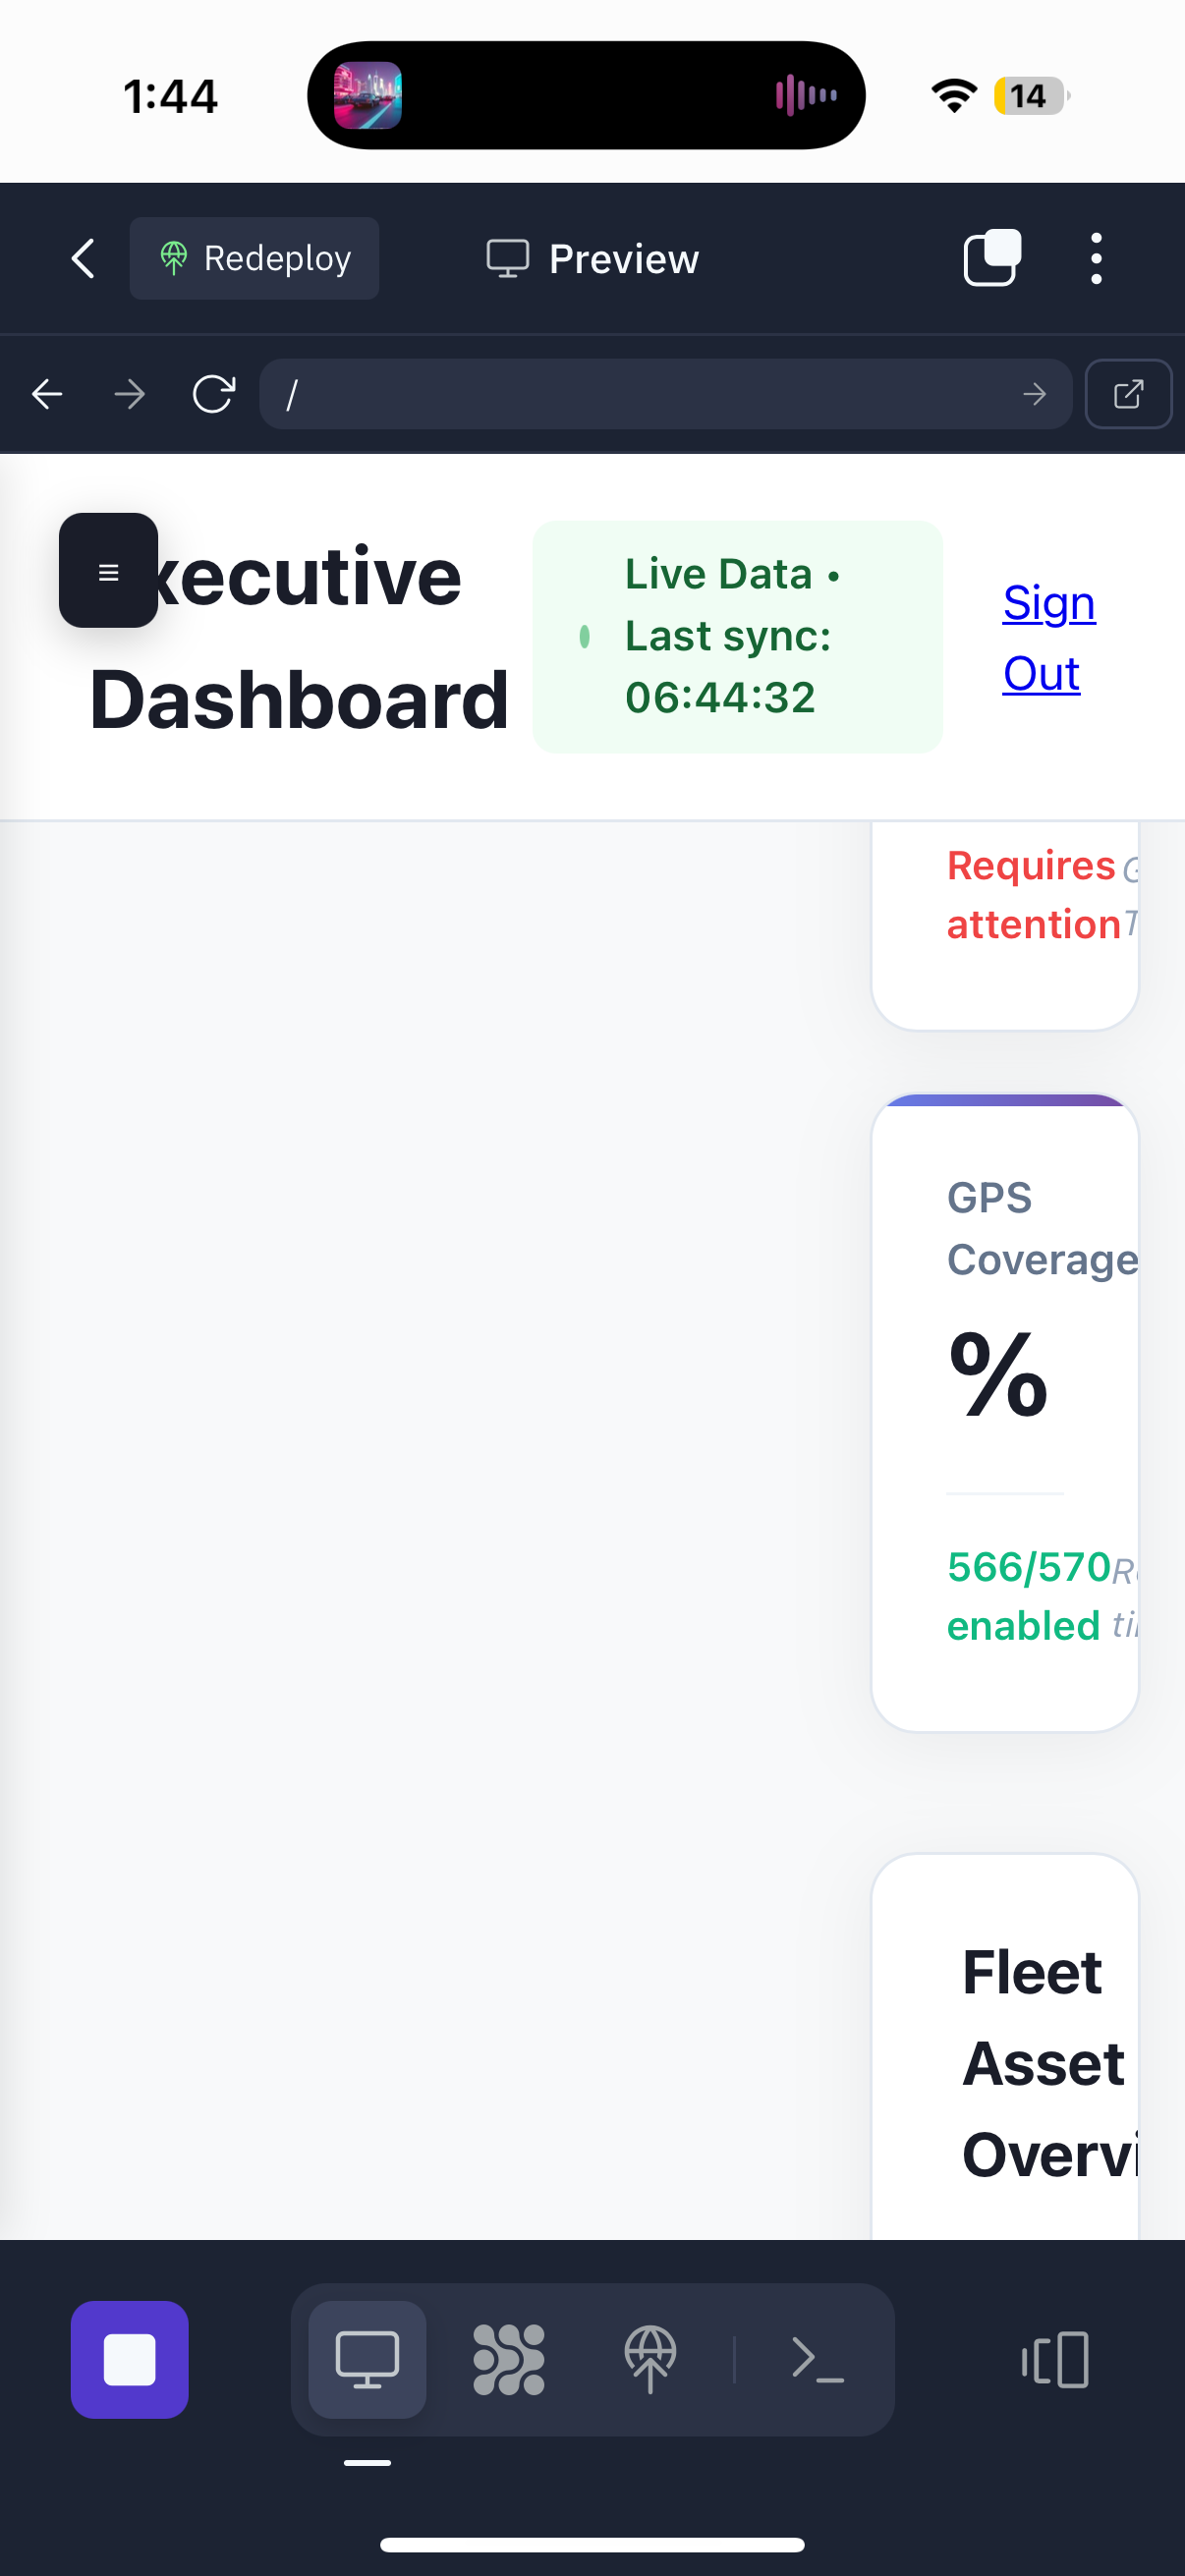 1:44
14
Redeploy
Preview
/
xecutive
Dashboard
Live Data •
Last sync:
06:44:32
Sign
Out
Requires
attention
GPS
Coverage
%
566/570
enabled
Fleet
Asset